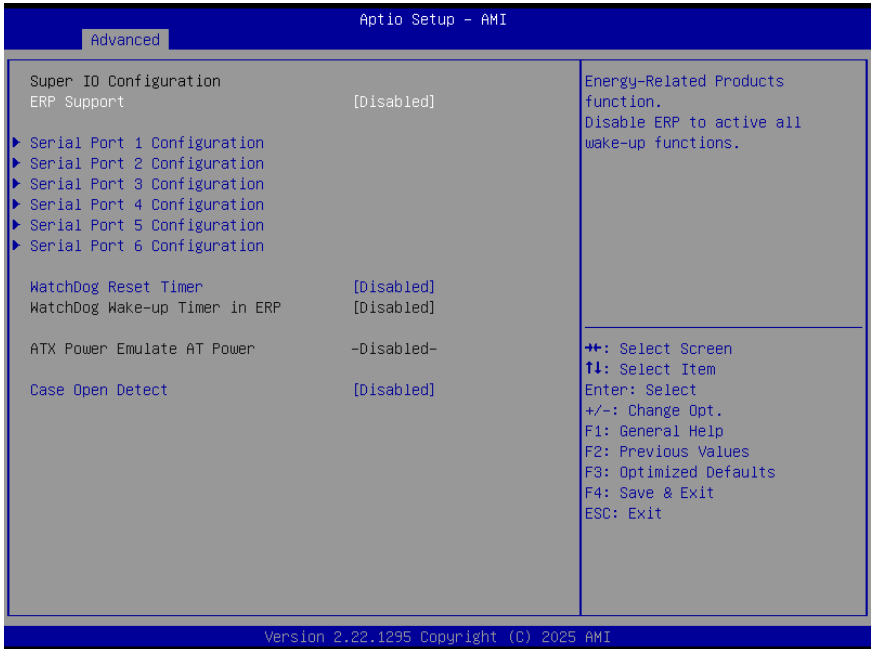 Aptio Setup – AMI
Advanced
Super IO Configuration
ERP Support [Disabled]
Serial Port 1 Configuration
Serial Port 2 Configuration
Serial Port 3 Configuration
Serial Port 4 Configuration
Serial Port 5 Configuration
Serial Port 6 Configuration
WatchDog Reset Timer [Disabled]
WatchDog Wake-up Timer in ERP [Disabled]
ATX Power Emulate AT Power -Disabled-
Case Open Detect [Disabled]
Energy-Related Products
function.
Disable ERP to active all
wake-up functions.
→←: Select Screen
↑↓: Select Item
Enter: Select
+/-: Change Opt.
F1: General Help
F2: Previous Values
F3: Optimized Defaults
F4: Save & Exit
ESC: Exit
Version 2.22.1295 Copyright (C) 2025 AMI